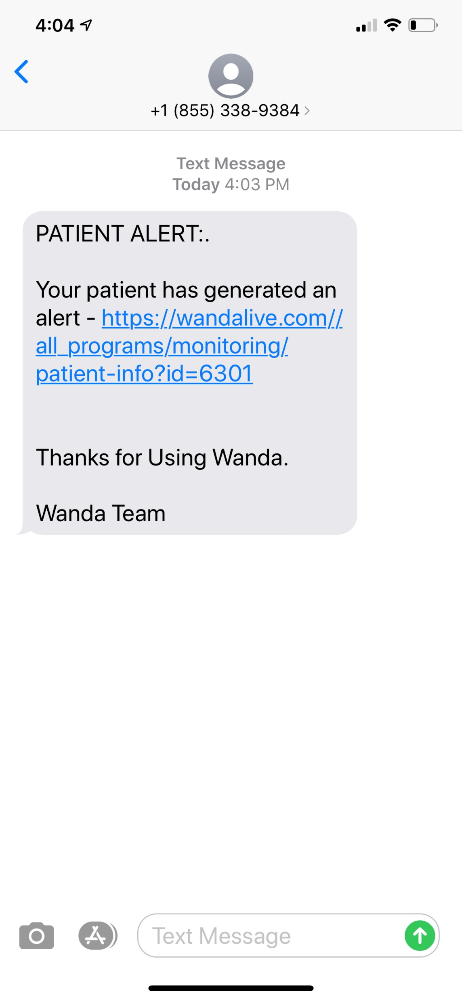 4:04
+1 (855) 338-9384
Text Message
Today 4:03 PM
PATIENT ALERT:.
Your patient has generated an
alert - https://wandalive.com//
all_programs/monitoring/
patient-info?id=6301
Thanks for Using Wanda.
Wanda Team
Text Message